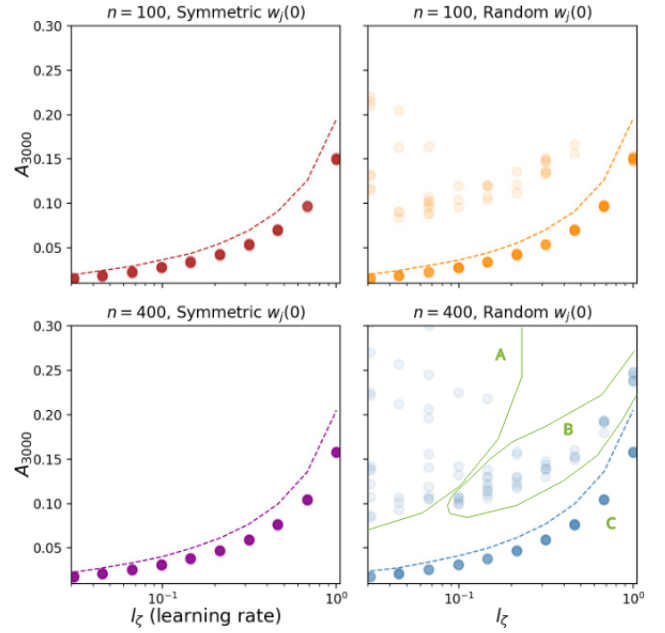 n = 100, Symmetric w_j(0)
n = 100, Random w_j(0)
0.30
0.25
0.20
0.15
0.10
0.05
A_3000
n = 400, Symmetric w_j(0)
n = 400, Random w_j(0)
0.30
0.25
0.20
0.15
0.10
0.05
A_3000
A
B
C
10^-1
10^0
10^-1
10^0
l_ζ (learning rate)
l_ζ